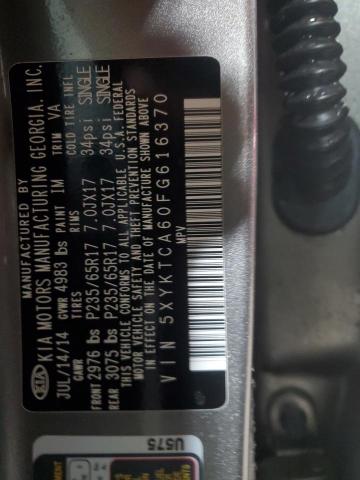 MANUFACTURED BY
KIA MOTORS MANUFACTURING GEORGIA, INC.
KIA
JUL/14/14 PAINT 1M TRIM VA
GVWR 4983 lbs
GAWR TIRES RIMS COLD TIRE INFL
FRONT 2976 lbs P235/65R17 7.0JX17 34psi SINGLE
REAR 3075 lbs P235/65R17 7.0JX17 34psi SINGLE
THIS VEHICLE CONFORMS TO ALL APPLICABLE U.S.A. FEDERAL
MOTOR VEHICLE SAFETY AND THEFT PREVENTION STANDARDS
IN EFFECT ON THE DATE OF MANUFACTURE SHOWN ABOVE
VIN 5XYKTCA60FG616370
MPV
U575